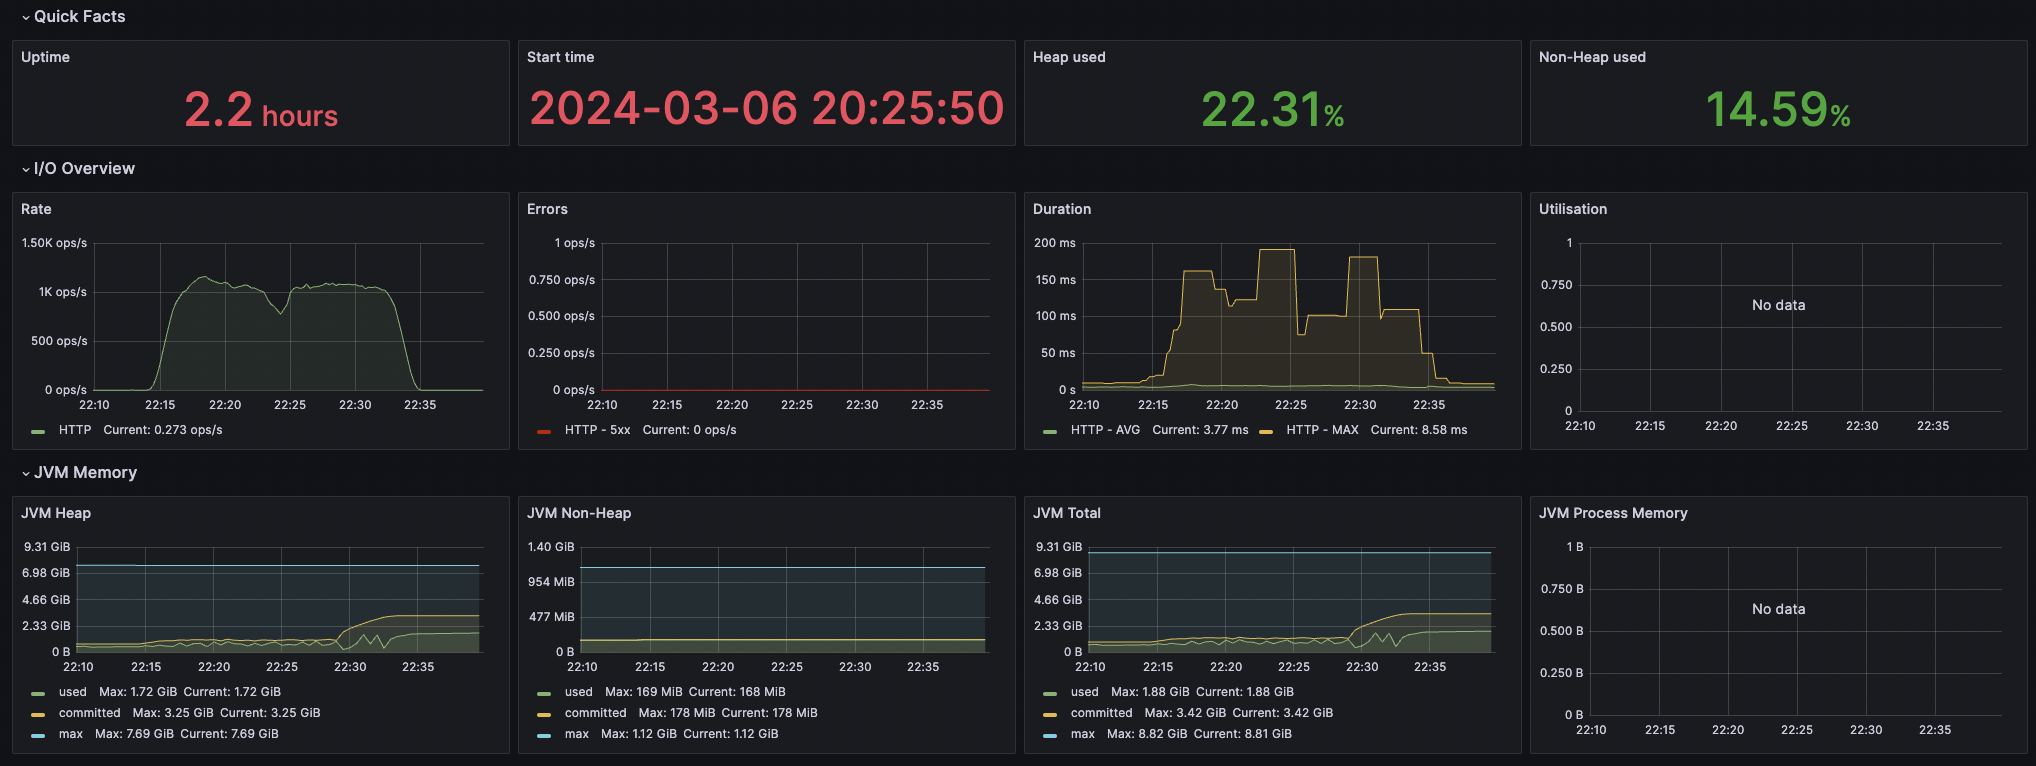 Quick Facts
Uptime
2.2 hours
Start time
2024-03-06 20:25:50
Heap used
22.31%
Non-Heap used
14.59%
I/O Overview
Rate
1.50K ops/s
1K ops/s
500 ops/s
0 ops/s
22:10 22:15 22:20 22:25 22:30 22:35
HTTP Current: 0.273 ops/s
Errors
1 ops/s
0.750 ops/s
0.500 ops/s
0.250 ops/s
0 ops/s
22:10 22:15 22:20 22:25 22:30 22:35
HTTP - 5xx Current: 0 ops/s
Duration
200 ms
150 ms
100 ms
50 ms
0 s
22:10 22:15 22:20 22:25 22:30 22:35
HTTP - AVG Current: 3.77 ms HTTP - MAX Current: 8.58 ms
Utilisation
1
0.750
0.500
0.250
0
No data
22:10 22:15 22:20 22:25 22:30 22:35
JVM Memory
JVM Heap
9.31 GiB
6.98 GiB
4.66 GiB
2.33 GiB
0 B
22:10 22:15 22:20 22:25 22:30 22:35
used Max: 1.72 GiB Current: 1.72 GiB
committed Max: 3.25 GiB Current: 3.25 GiB
max Max: 7.69 GiB Current: 7.69 GiB
JVM Non-Heap
1.40 GiB
954 MiB
477 MiB
0 B
22:10 22:15 22:20 22:25 22:30 22:35
used Max: 169 MiB Current: 168 MiB
committed Max: 178 MiB Current: 178 MiB
max Max: 1.12 GiB Current: 1.12 GiB
JVM Total
9.31 GiB
6.98 GiB
4.66 GiB
2.33 GiB
0 B
22:10 22:15 22:20 22:25 22:30 22:35
used Max: 1.88 GiB Current: 1.88 GiB
committed Max: 3.42 GiB Current: 3.42 GiB
max Max: 8.82 GiB Current: 8.81 GiB
JVM Process Memory
1 B
0.750 B
0.500 B
0.250 B
0 B
No data
22:10 22:15 22:20 22:25 22:30 22:35